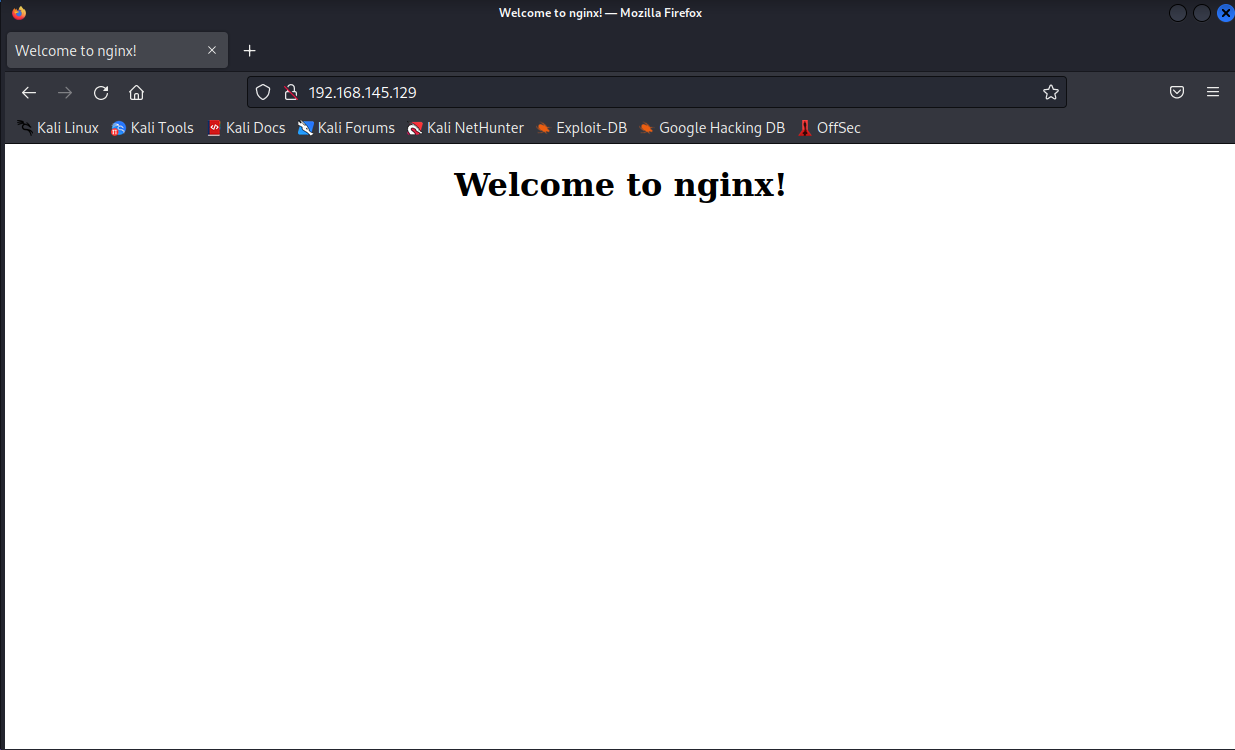 Welcome to nginx! — Mozilla Firefox
Welcome to nginx!
192.168.145.129
Kali Linux Kali Tools Kali Docs Kali Forums Kali NetHunter Exploit-DB Google Hacking DB OffSec
Welcome to nginx!